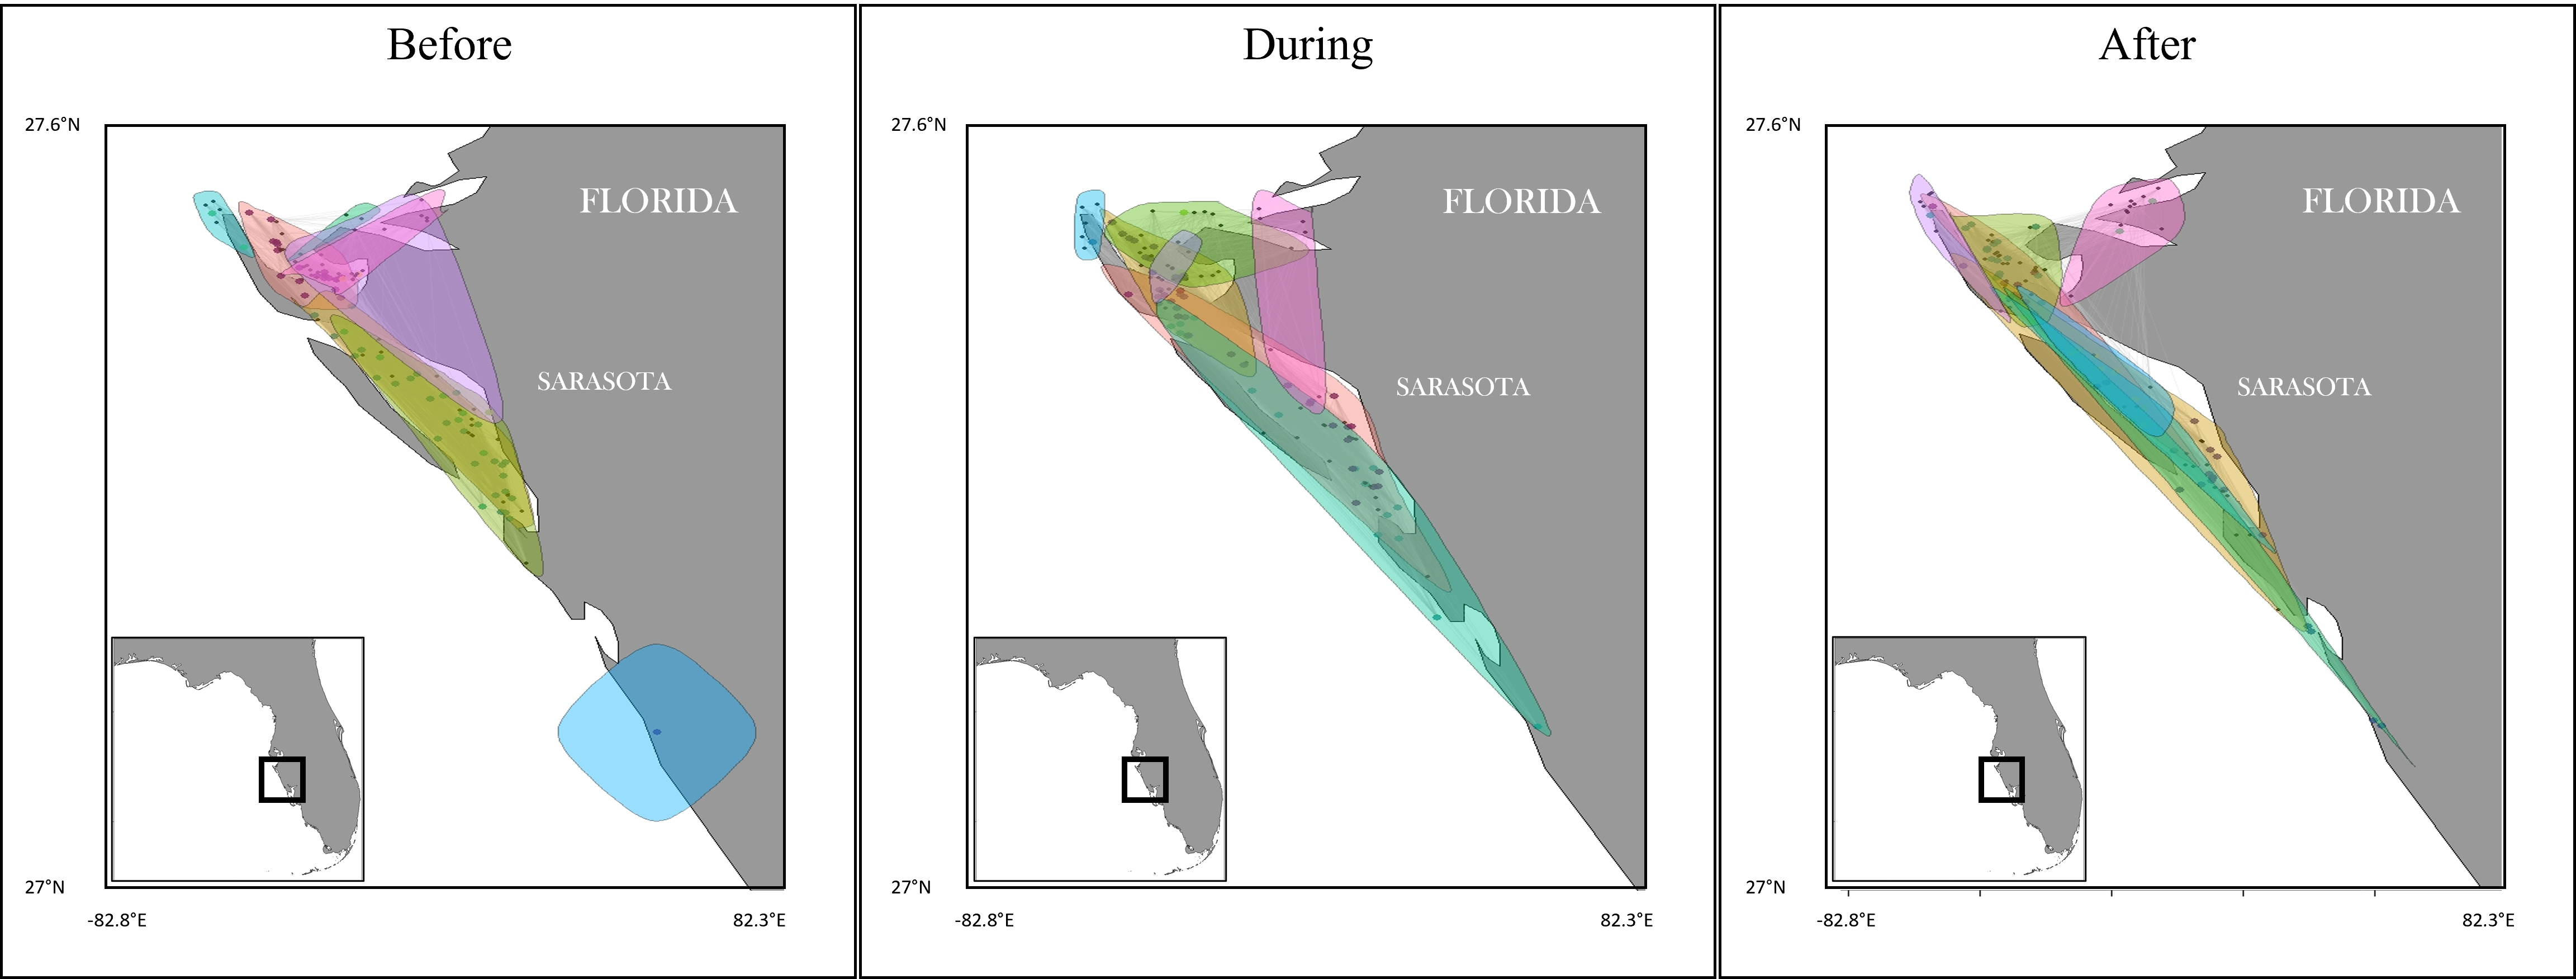 Before
27.6°N
FLORIDA
SARASOTA
27°N
-82.8°E
82.3°E
During
27.6°N
FLORIDA
SARASOTA
27°N
-82.8°E
82.3°E
After
27.6°N
FLORIDA
SARASOTA
27°N
-82.8°E
82.3°E